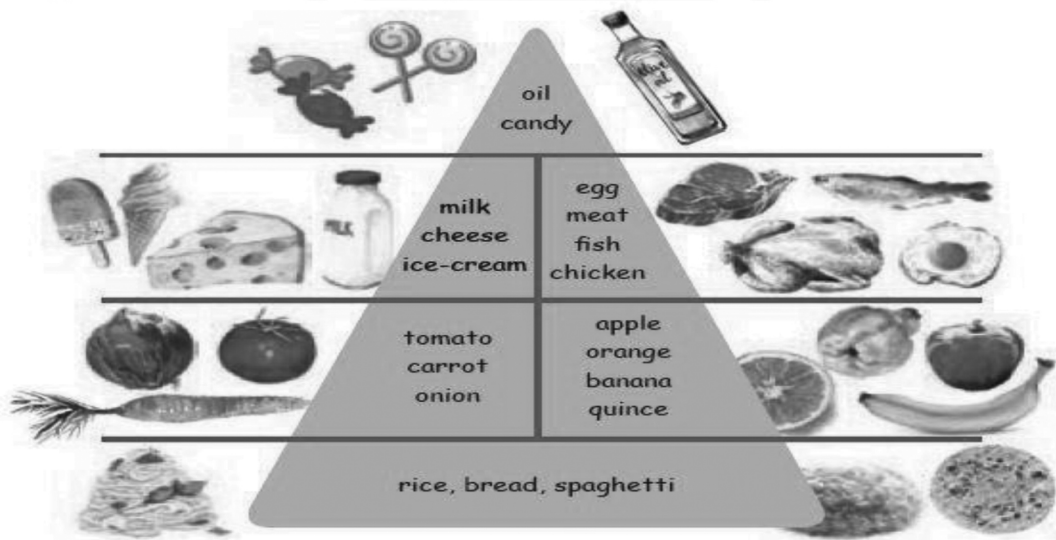 oil
candy
milk
cheese
ice-cream
egg
meat
fish
chicken
tomato
carrot
onion
apple
orange
banana
quince
rice, bread, spaghetti
MILK